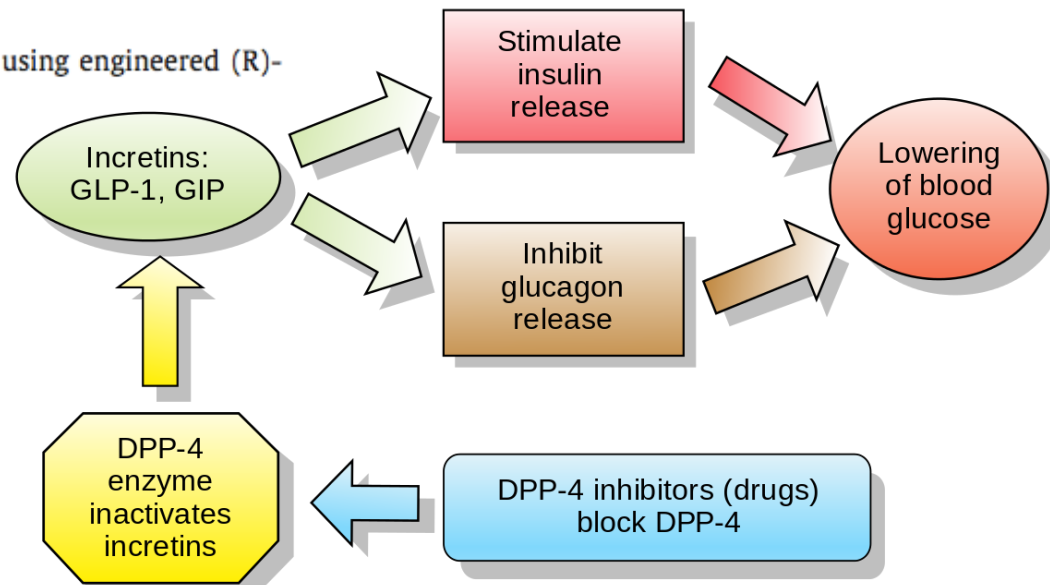 using engineered (R)-
Stimulate
insulin
release
Incretins:
GLP-1, GIP
Lowering
of blood
glucose
Inhibit
glucagon
release
DPP-4
enzyme
inactivates
incretins
DPP-4 inhibitors (drugs)
block DPP-4